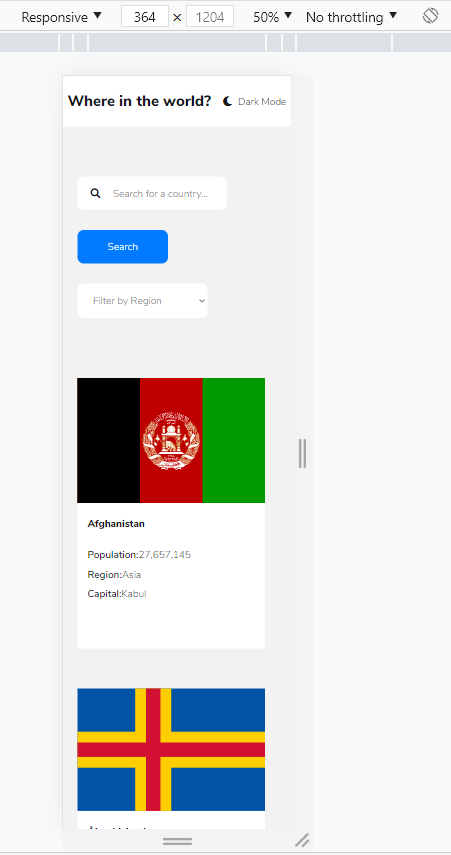 Responsive 364 × 1204 50% No throttling
Where in the world? Dark Mode
Search for a country...
Search
Filter by Region
Afghanistan
Population:27,657,145
Region:Asia
Capital:Kabul